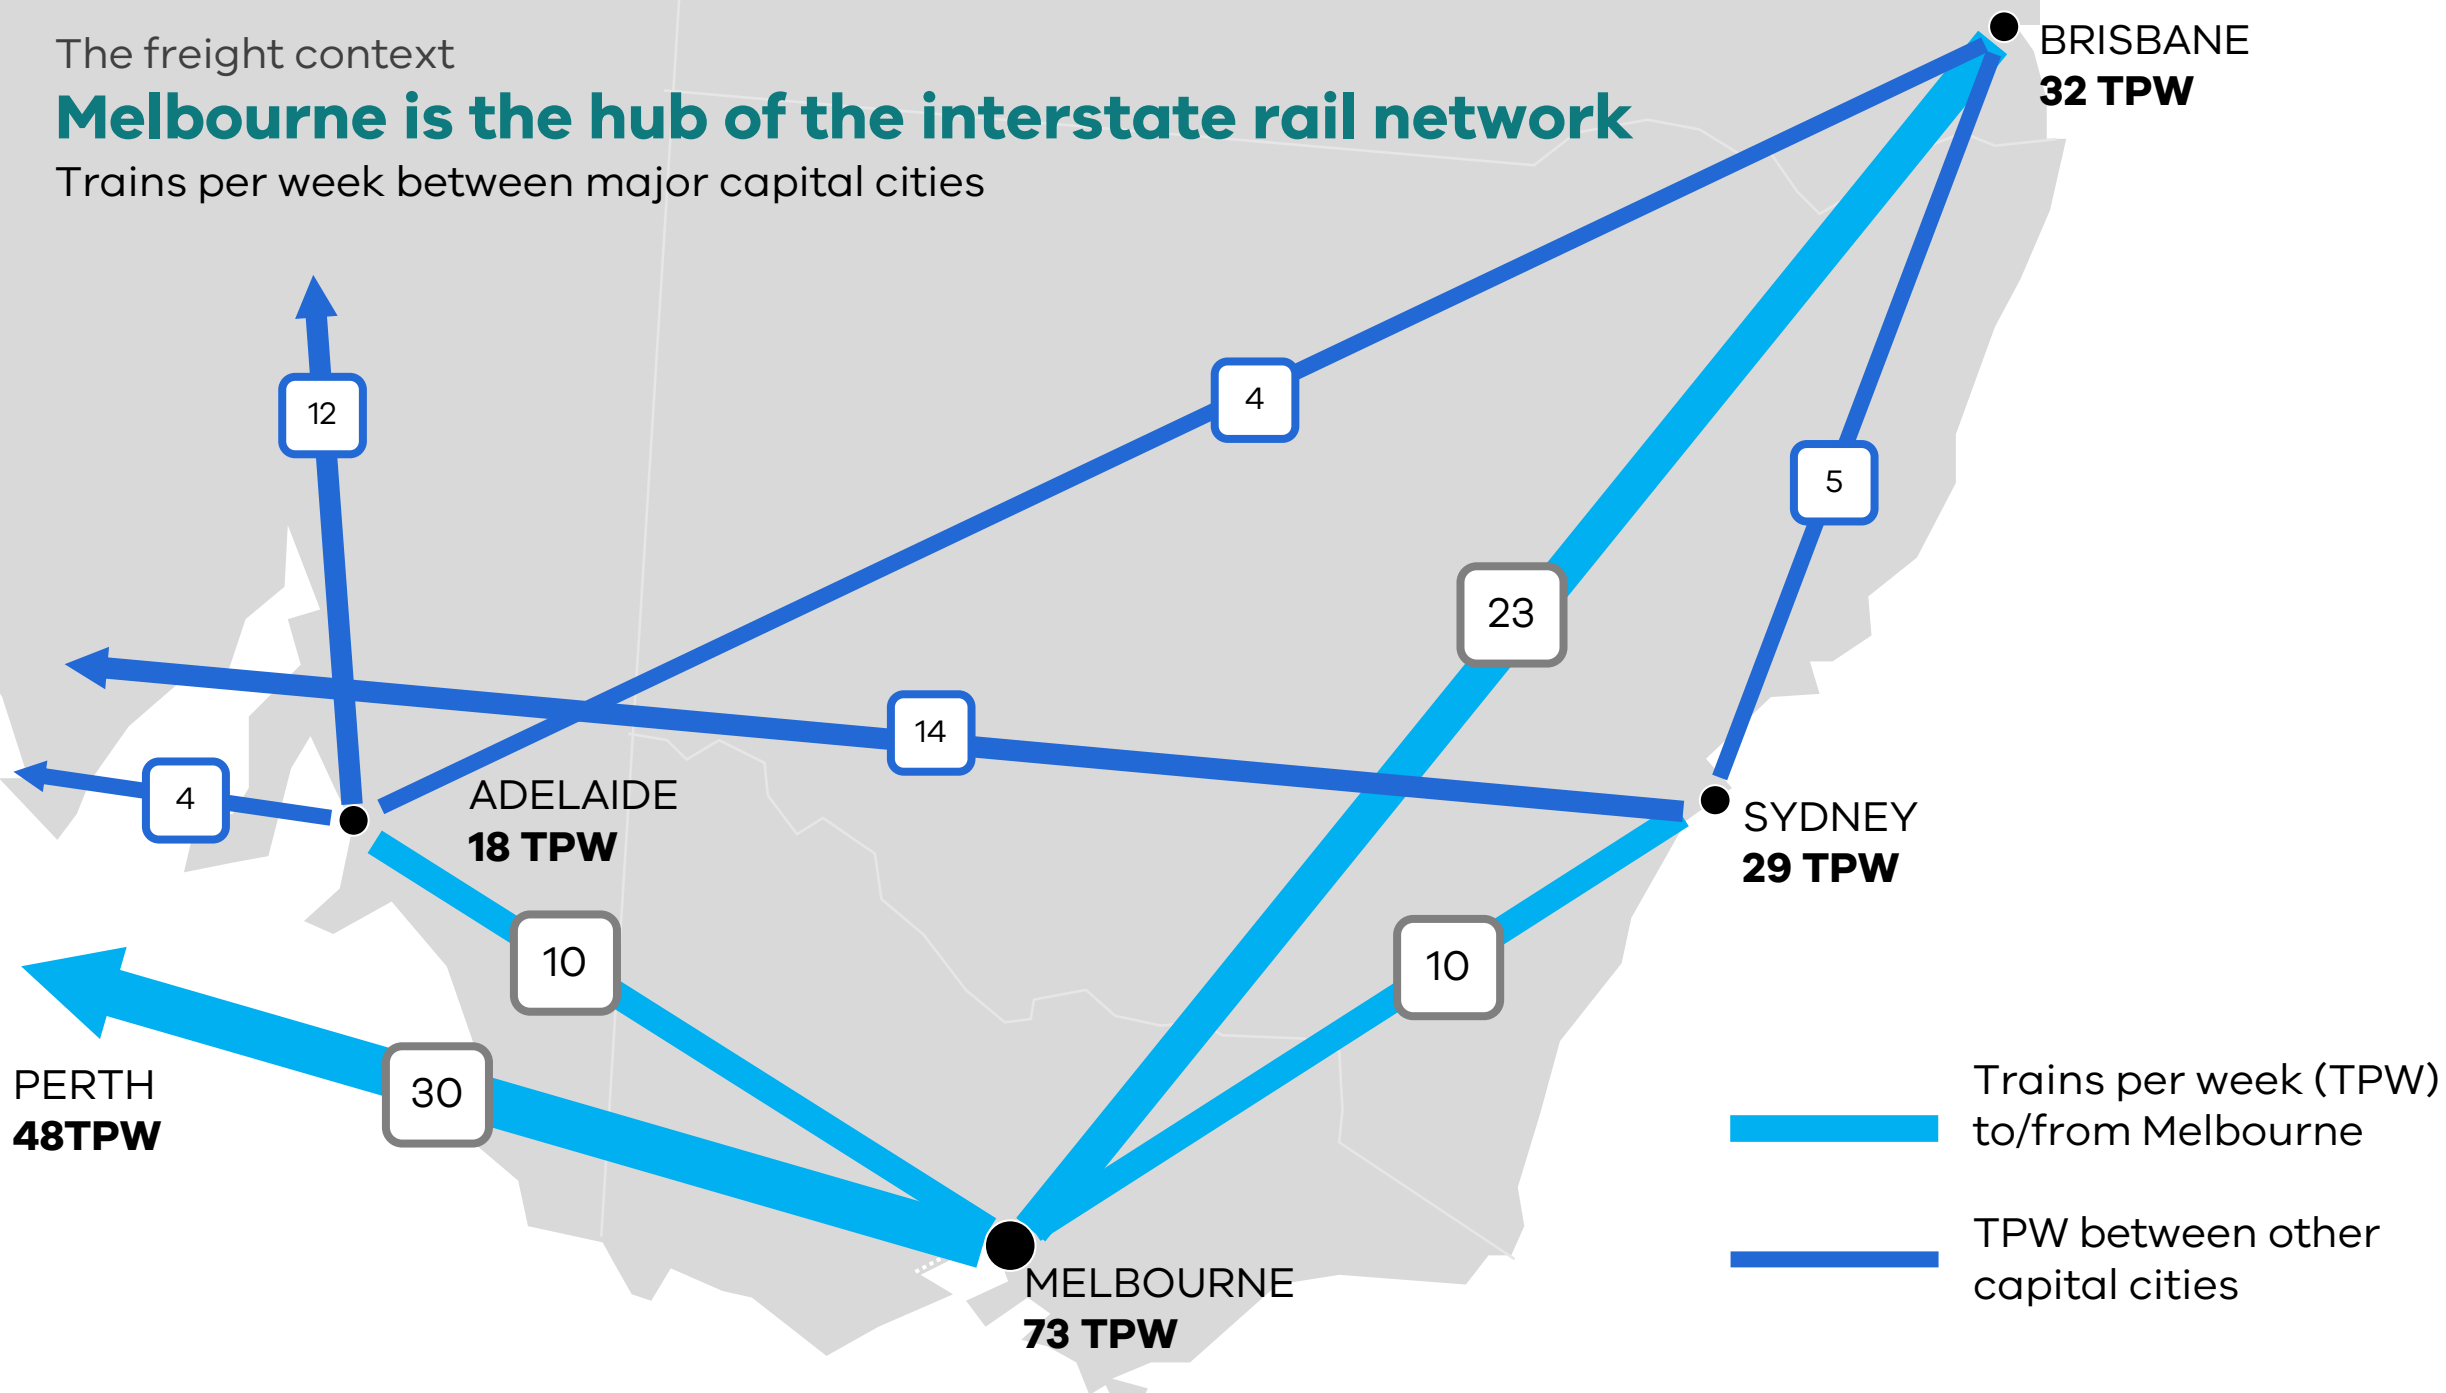 The freight context
Melbourne is the hub of the interstate rail network
Trains per week between major capital cities
BRISBANE
32 TPW
12
4
5
23
14
4
ADELAIDE
18 TPW
SYDNEY
29 TPW
10
10
30
PERTH
48TPW
MELBOURNE
73 TPW
Trains per week (TPW)
to/from Melbourne
TPW between other
capital cities